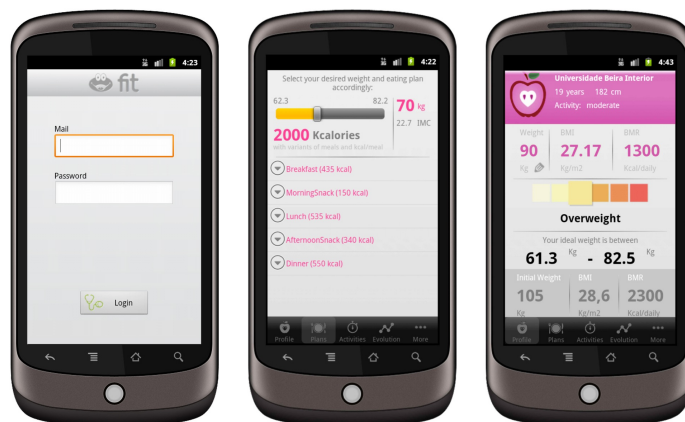 4:23
fit
Mail
Password
Login
4:22
Select your desired weight and eating plan
accordingly:
62.3 82.2
70 kg
22.7 IMC
2000 Kcalories
with variants of meals and kcal/meal
Breakfast (435 kcal)
MorningSnack (150 kcal)
Lunch (535 kcal)
AfternoonSnack (340 kcal)
Dinner (550 kcal)
Profile Plans Activities Evolution More
4:43
Universidade Beira Interior
19 years 182 cm
Activity: moderate
Weight BMI BMR
90 27.17 1300
Kg Kg/m2 Kcal/daily
Overweight
Your ideal weight is between
61.3 Kg - 82.5 Kg
Initial Weight BMI BMR
105 28,6 2300
Kg Kg/m2 Kcal/daily
Profile Plans Activities Evolution More